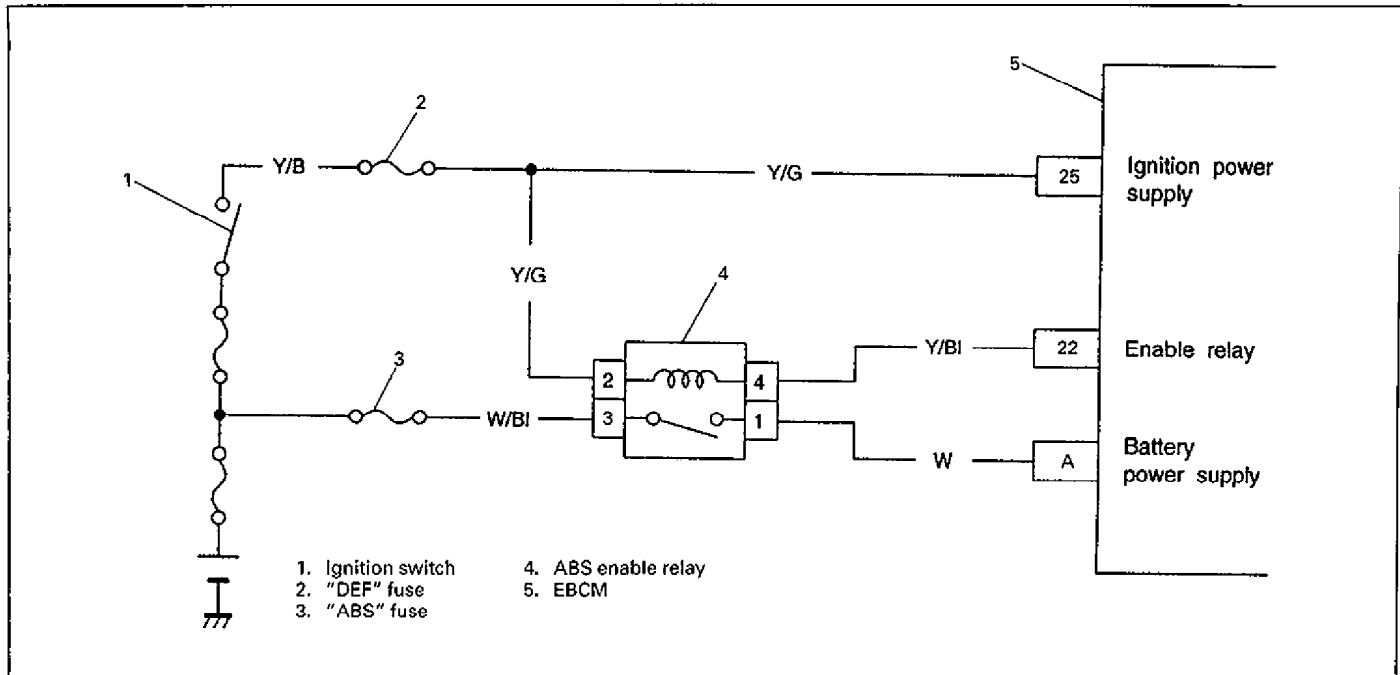 5
2
Y/B
Y/G
25
Ignition power
supply
1
Y/G
4
Y/Bl
22
Enable relay
3
2
4
W/Bl
3
1
W
A
Battery
power supply
1. Ignition switch
2. "DEF" fuse
3. "ABS" fuse
4. ABS enable relay
5. EBCM